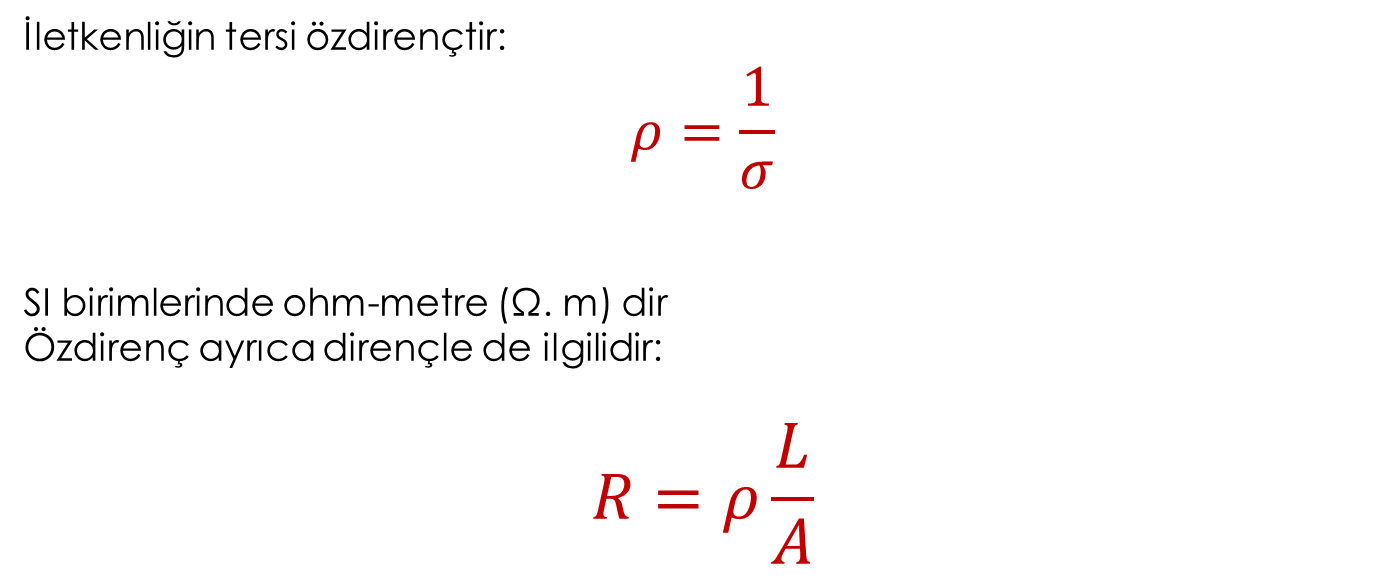 İletkenliğin tersi özdirençtir:
ρ = 1/σ
SI birimlerinde ohm-metre (Ω. m) dir
Özdirenç ayrıca dirençle de ilgilidir:
R = ρ L/A